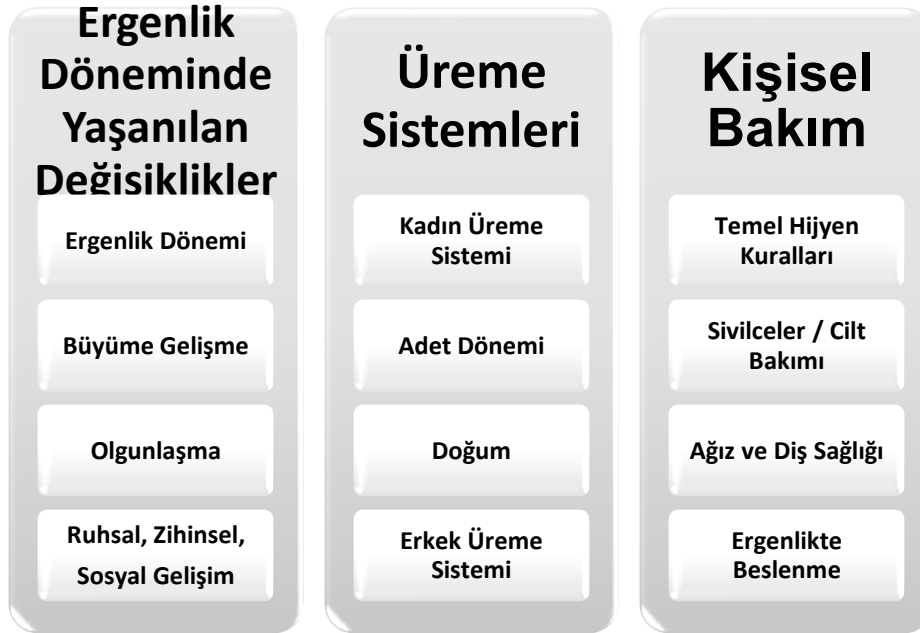 Ergenlik
Döneminde
Yaşanılan
Değişiklikler
Ergenlik Dönemi
Büyüme Gelişme
Olgunlaşma
Ruhsal, Zihinsel,
Sosyal Gelişim
Üreme
Sistemleri
Kadın Üreme
Sistemi
Adet Dönemi
Doğum
Erkek Üreme
Sistemi
Kişisel
Bakım
Temel Hijyen
Kuralları
Sivilceler / Cilt
Bakımı
Ağız ve Diş Sağlığı
Ergenlikte
Beslenme